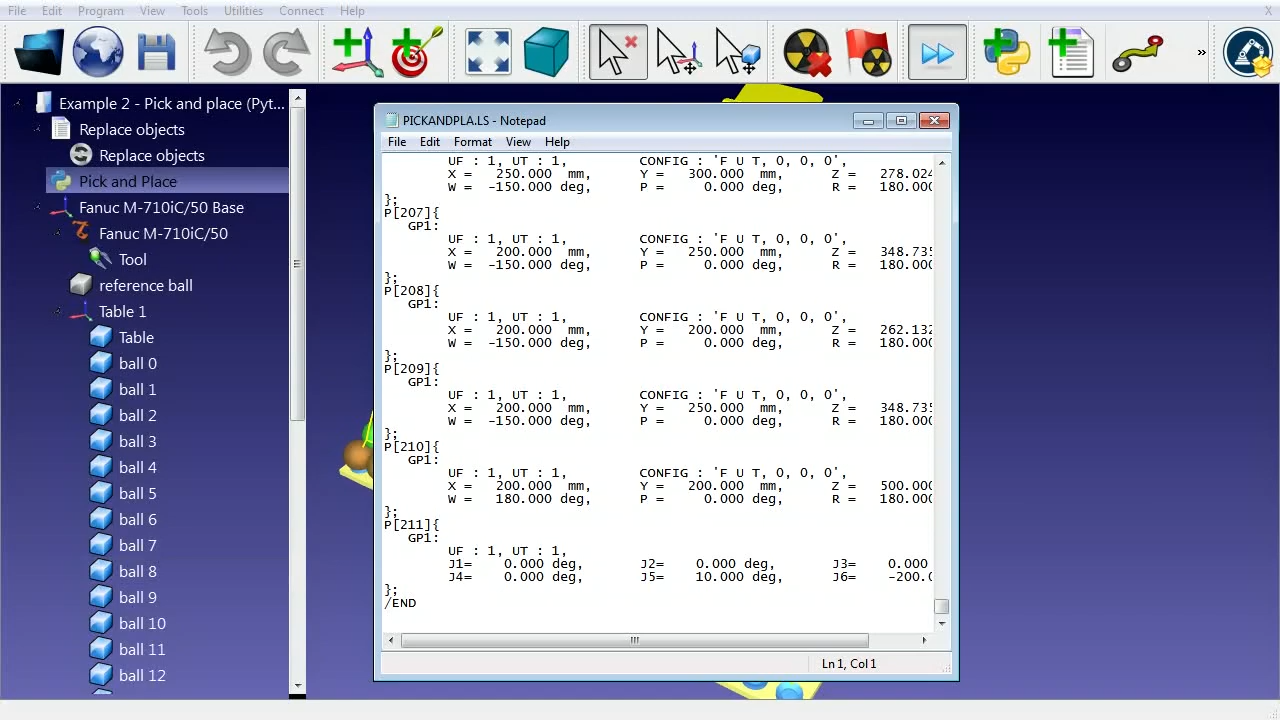 File Edit Program View Tools Utilities Connect Help X
»
Example 2 - Pick and place (Pyt...
Replace objects
Replace objects
Pick and Place
Fanuc M-710iC/50 Base
Fanuc M-710iC/50
Tool
reference ball
Table 1
Table
ball 0
ball 1
ball 2
ball 3
ball 4
ball 5
ball 6
ball 7
ball 8
ball 9
ball 10
ball 11
ball 12
PICKANDPLA.LS - Notepad
File Edit Format View Help
UF : 1, UT : 1, CONFIG : 'F U T, 0, 0, 0',
X = 250.000 mm, Y = 300.000 mm, Z = 278.024
W = -150.000 deg, P = 0.000 deg, R = 180.000
};
P[207]{
GP1:
UF : 1, UT : 1, CONFIG : 'F U T, 0, 0, 0',
X = 200.000 mm, Y = 250.000 mm, Z = 348.735
W = -150.000 deg, P = 0.000 deg, R = 180.000
};
P[208]{
GP1:
UF : 1, UT : 1, CONFIG : 'F U T, 0, 0, 0',
X = 200.000 mm, Y = 200.000 mm, Z = 262.132
W = -150.000 deg, P = 0.000 deg, R = 180.000
};
P[209]{
GP1:
UF : 1, UT : 1, CONFIG : 'F U T, 0, 0, 0',
X = 200.000 mm, Y = 250.000 mm, Z = 348.735
W = -150.000 deg, P = 0.000 deg, R = 180.000
};
P[210]{
GP1:
UF : 1, UT : 1, CONFIG : 'F U T, 0, 0, 0',
X = 200.000 mm, Y = 200.000 mm, Z = 500.000
W = 180.000 deg, P = 0.000 deg, R = 180.000
};
P[211]{
GP1:
UF : 1, UT : 1,
J1= 0.000 deg, J2= 0.000 deg, J3= 0.000
J4= 0.000 deg, J5= 10.000 deg, J6= -200.0
};
/END
Ln 1, Col 1